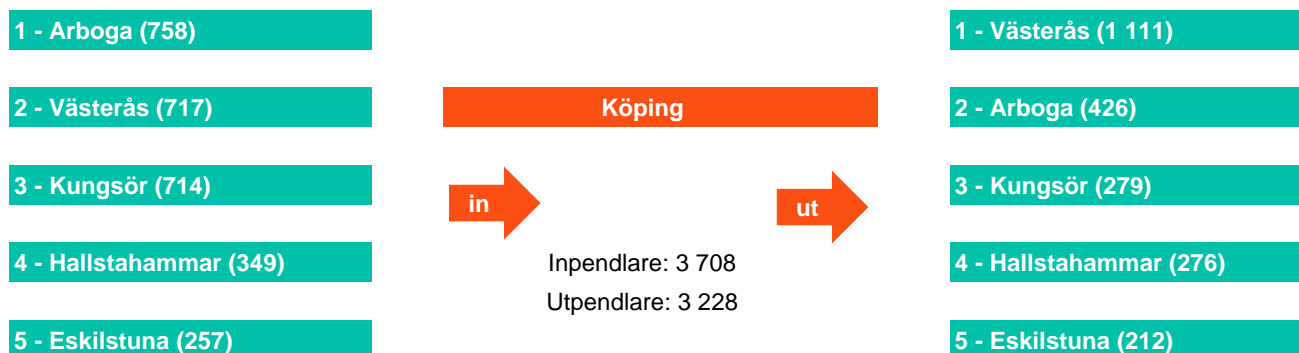 1 - Arboga (758)
2 - Västerås (717)
3 - Kungsör (714)
4 - Hallstahammar (349)
5 - Eskilstuna (257)
Köping
in
ut
Inpendlare: 3 708
Utpendlare: 3 228
1 - Västerås (1 111)
2 - Arboga (426)
3 - Kungsör (279)
4 - Hallstahammar (276)
5 - Eskilstuna (212)